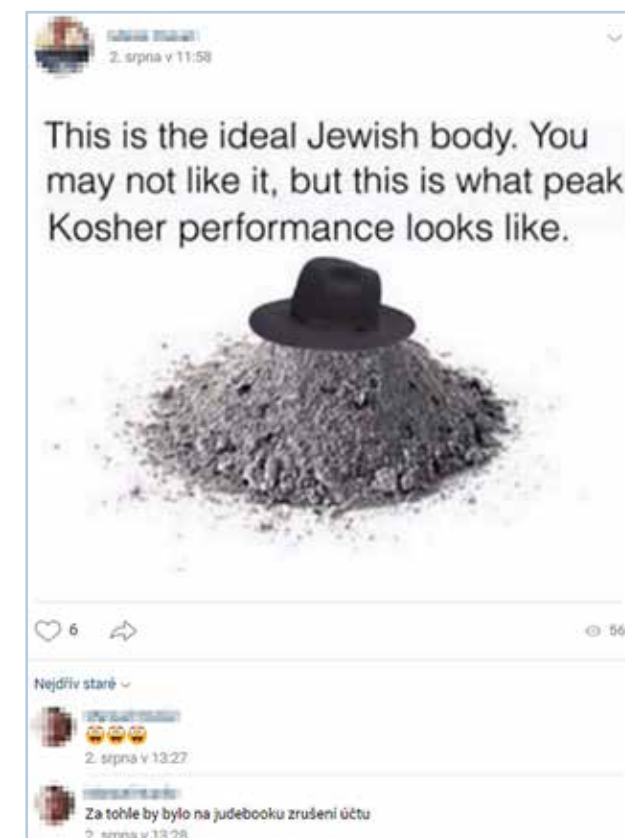 2. srpna v 11:58
This is the ideal Jewish body. You
may not like it, but this is what peak
Kosher performance looks like.
6
56
Nejdřív staré
2. srpna v 13:27
Za tohle by bylo na judebooku zrušení účtu
2. srpna v 13:28